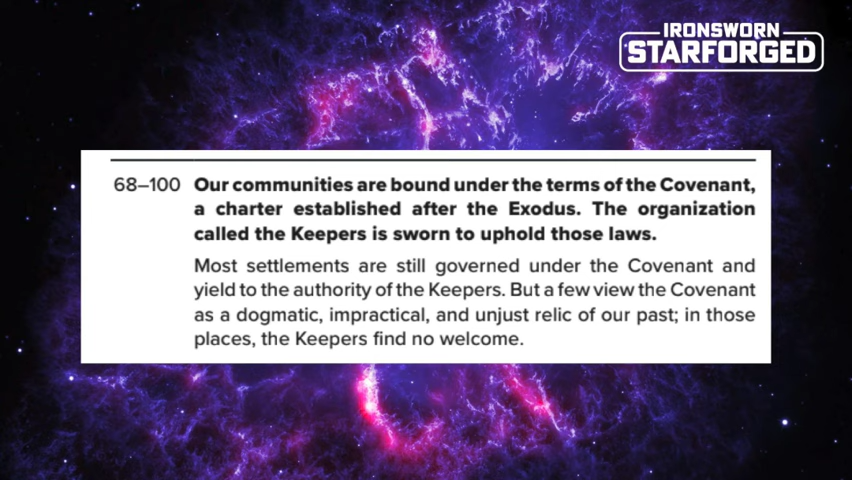 IRONSWORN
STARFORGED
68–100 Our communities are bound under the terms of the Covenant,
a charter established after the Exodus. The organization
called the Keepers is sworn to uphold those laws.
Most settlements are still governed under the Covenant and
yield to the authority of the Keepers. But a few view the Covenant
as a dogmatic, impractical, and unjust relic of our past; in those
places, the Keepers find no welcome.